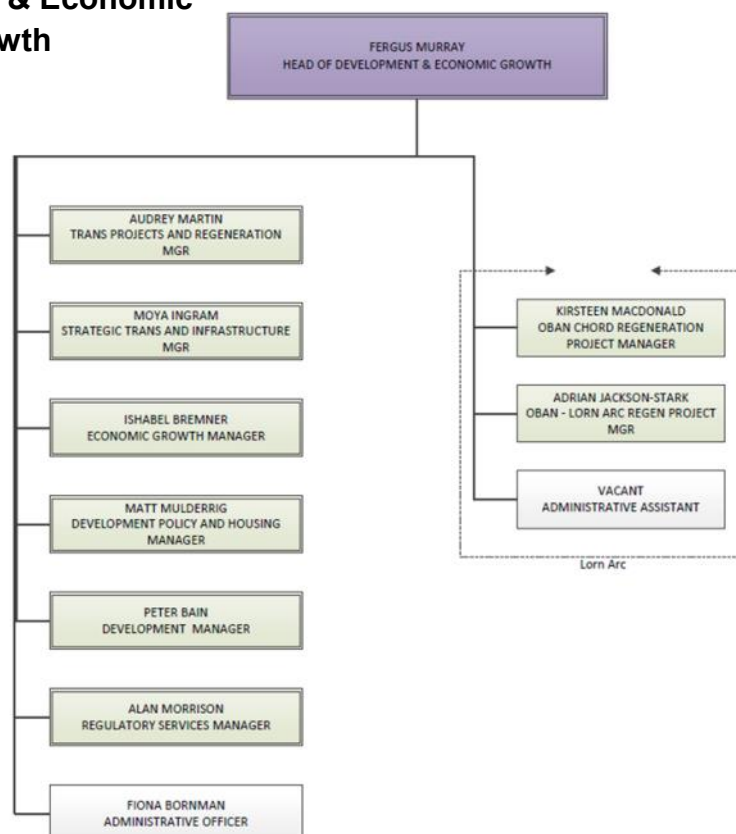 & Economic
FERGUS MURRAY
HEAD OF DEVELOPMENT & ECONOMIC GROWTH
AUDREY MARTIN
TRANS PROJECTS AND REGENERATION
MGR
MOYA INGRAM
STRATEGIC TRANS AND INFRASTRUCTURE
MGR
ISHABEL BREMNER
ECONOMIC GROWTH MANAGER
MATT MULDERRIG
DEVELOPMENT POLICY AND HOUSING
MANAGER
PETER BAIN
DEVELOPMENT MANAGER
ALAN MORRISON
REGULATORY SERVICES MANAGER
FIONA BORNMAN
ADMINISTRATIVE OFFICER
KIRSTEEN MACDONALD
OBAN CHORD REGENERATION
PROJECT MANAGER
ADRIAN JACKSON-STARK
OBAN - LORN ARC REGEN PROJECT
MGR
VACANT
ADMINISTRATIVE ASSISTANT
Lorn Arc